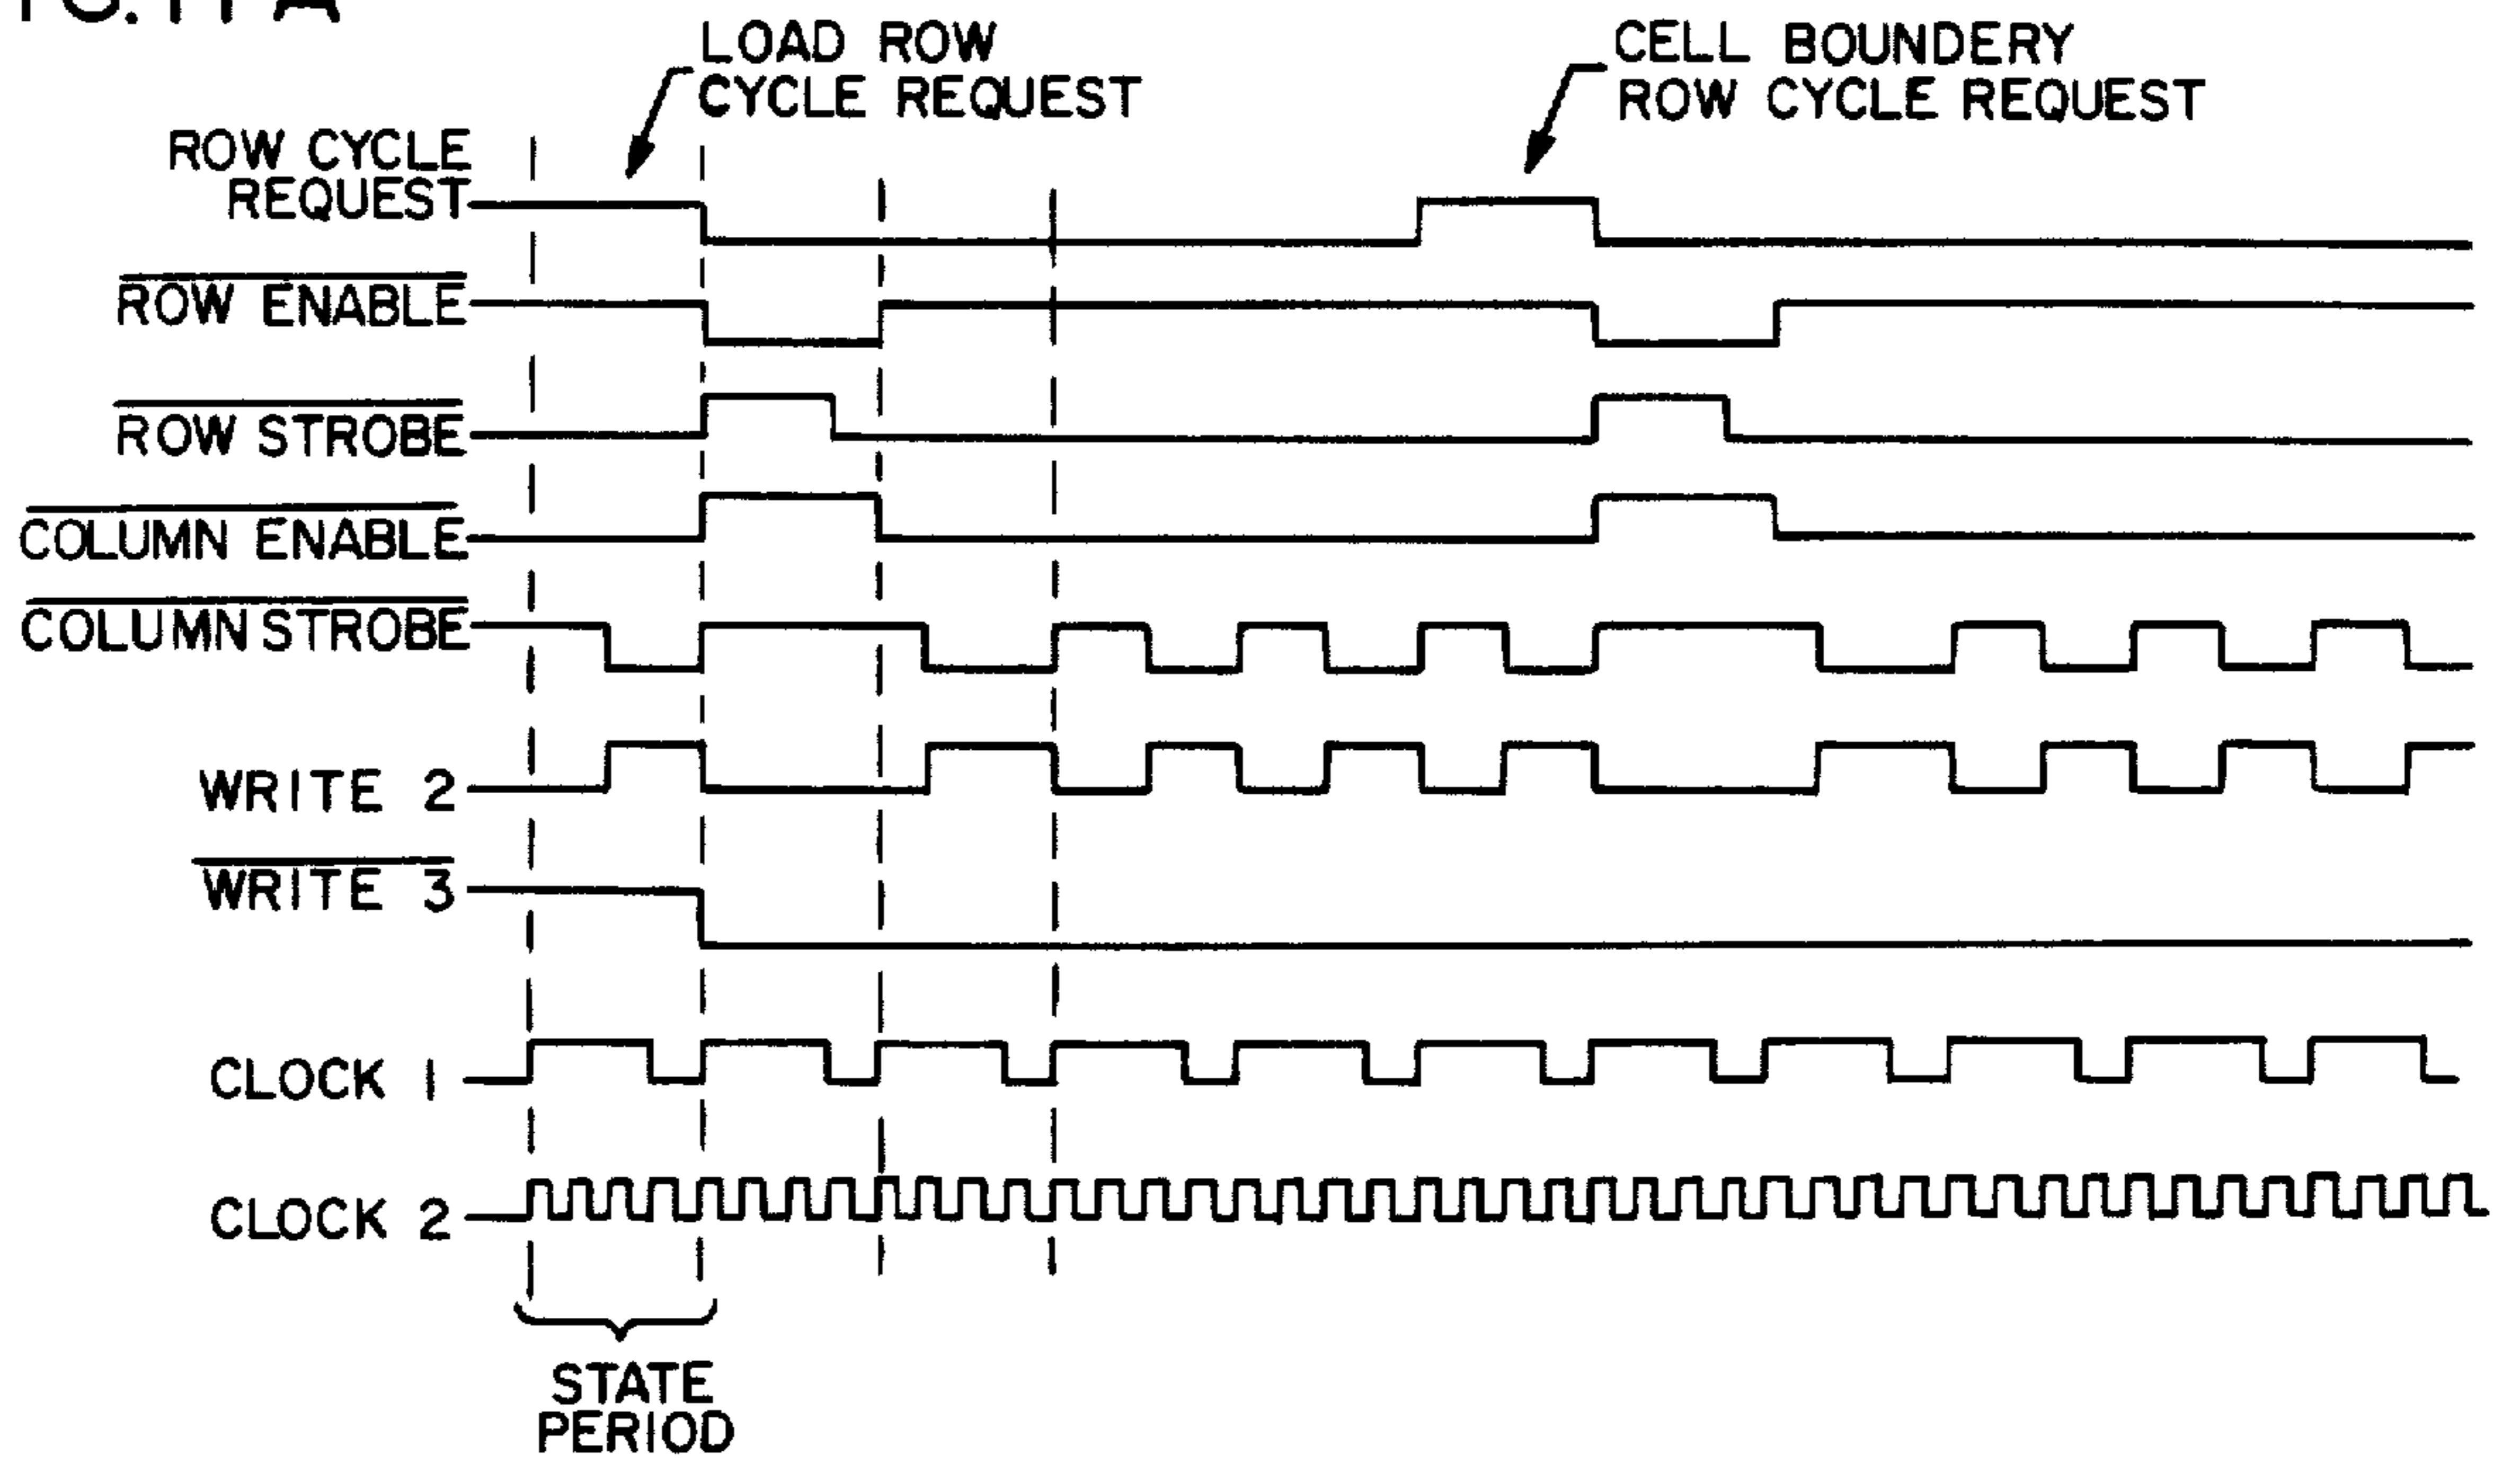 LOAD ROW
CYCLE REQUEST
CELL BOUNDERY
ROW CYCLE REQUEST
ROW CYCLE
REQUEST
ROW ENABLE
ROW STROBE
COLUMN ENABLE
COLUMN STROBE
WRITE 2
WRITE 3
CLOCK 1
CLOCK 2
STATE
PERIOD